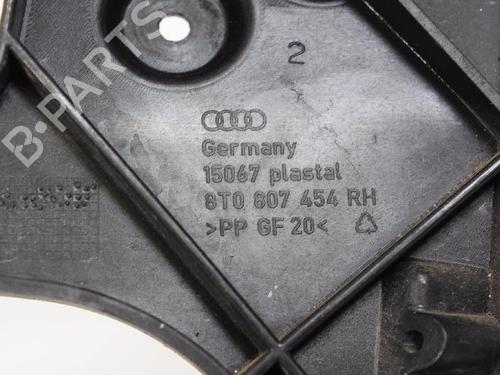 B-PARTS
2
Germany
15067 plastal
8T0 807 454 RH
>PP GF 20<